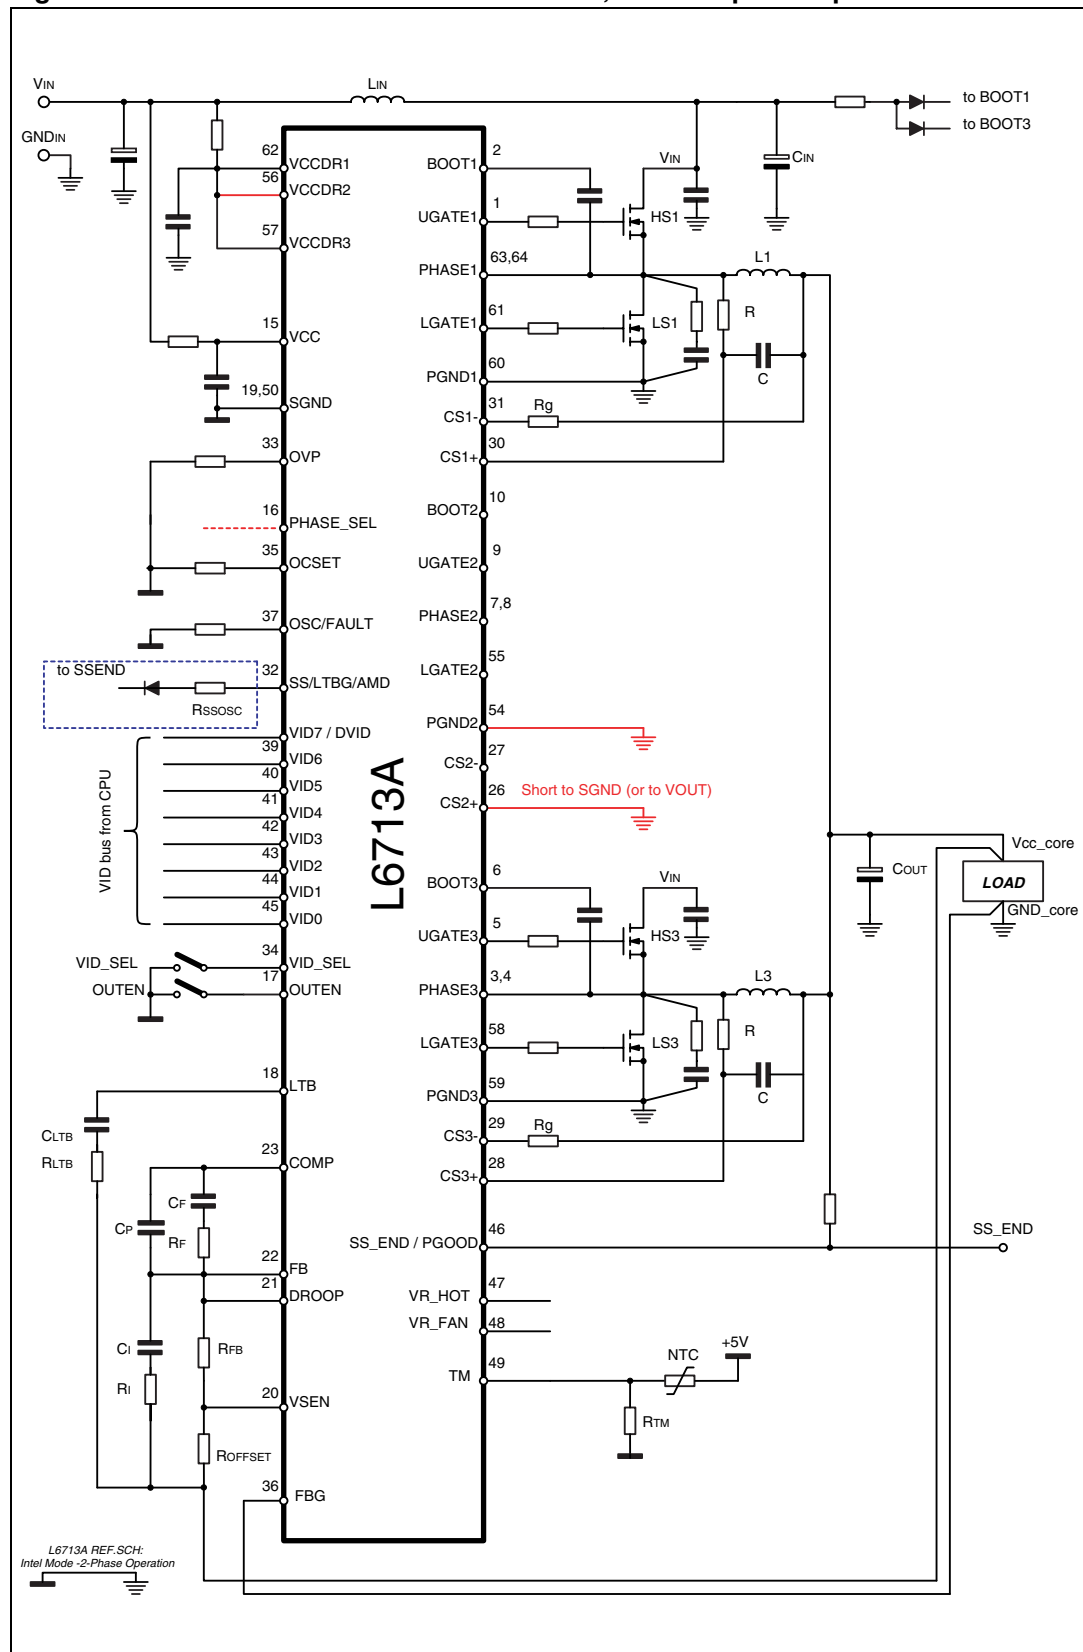 VIN
LIN
to BOOT1
to BOOT3
GNDIN
CIN
62
VCCDR1
56
VCCDR2
57
VCCDR3
15
VCC
19,50
SGND
33
OVP
16
PHASE_SEL
35
OCSET
37
OSC/FAULT
to SSEND
32
SS/LTBG/AMD
RSSOSC
VID bus from CPU
VID7 / DVID
39
VID6
40
VID5
41
VID4
42
VID3
43
VID2
44
VID1
45
VID0
VID_SEL
34
VID_SEL
OUTEN
17
OUTEN
18
LTB
CLTB
RLTB
23
COMP
CF
CP
RF
22
FB
21
DROOP
CI
RFB
RI
20
VSEN
ROFFSET
36
FBG
L6713A
2
BOOT1
VIN
1
UGATE1
HS1
63,64
PHASE1
L1
61
LGATE1
LS1
R
60
PGND1
C
31
CS1-
Rg
30
CS1+
10
BOOT2
9
UGATE2
7,8
PHASE2
55
LGATE2
54
PGND2
27
CS2-
26
Short to SGND (or to VOUT)
CS2+
6
BOOT3
VIN
5
UGATE3
HS3
3,4
PHASE3
L3
58
LGATE3
LS3
R
59
PGND3
C
29
CS3-
Rg
28
CS3+
COUT
Vcc_core
LOAD
GND_core
46
SS_END / PGOOD
SS_END
47
VR_HOT
48
VR_FAN
+5V
NTC
49
TM
RTM
L6713A REF.SCH:
Intel Mode -2-Phase Operation